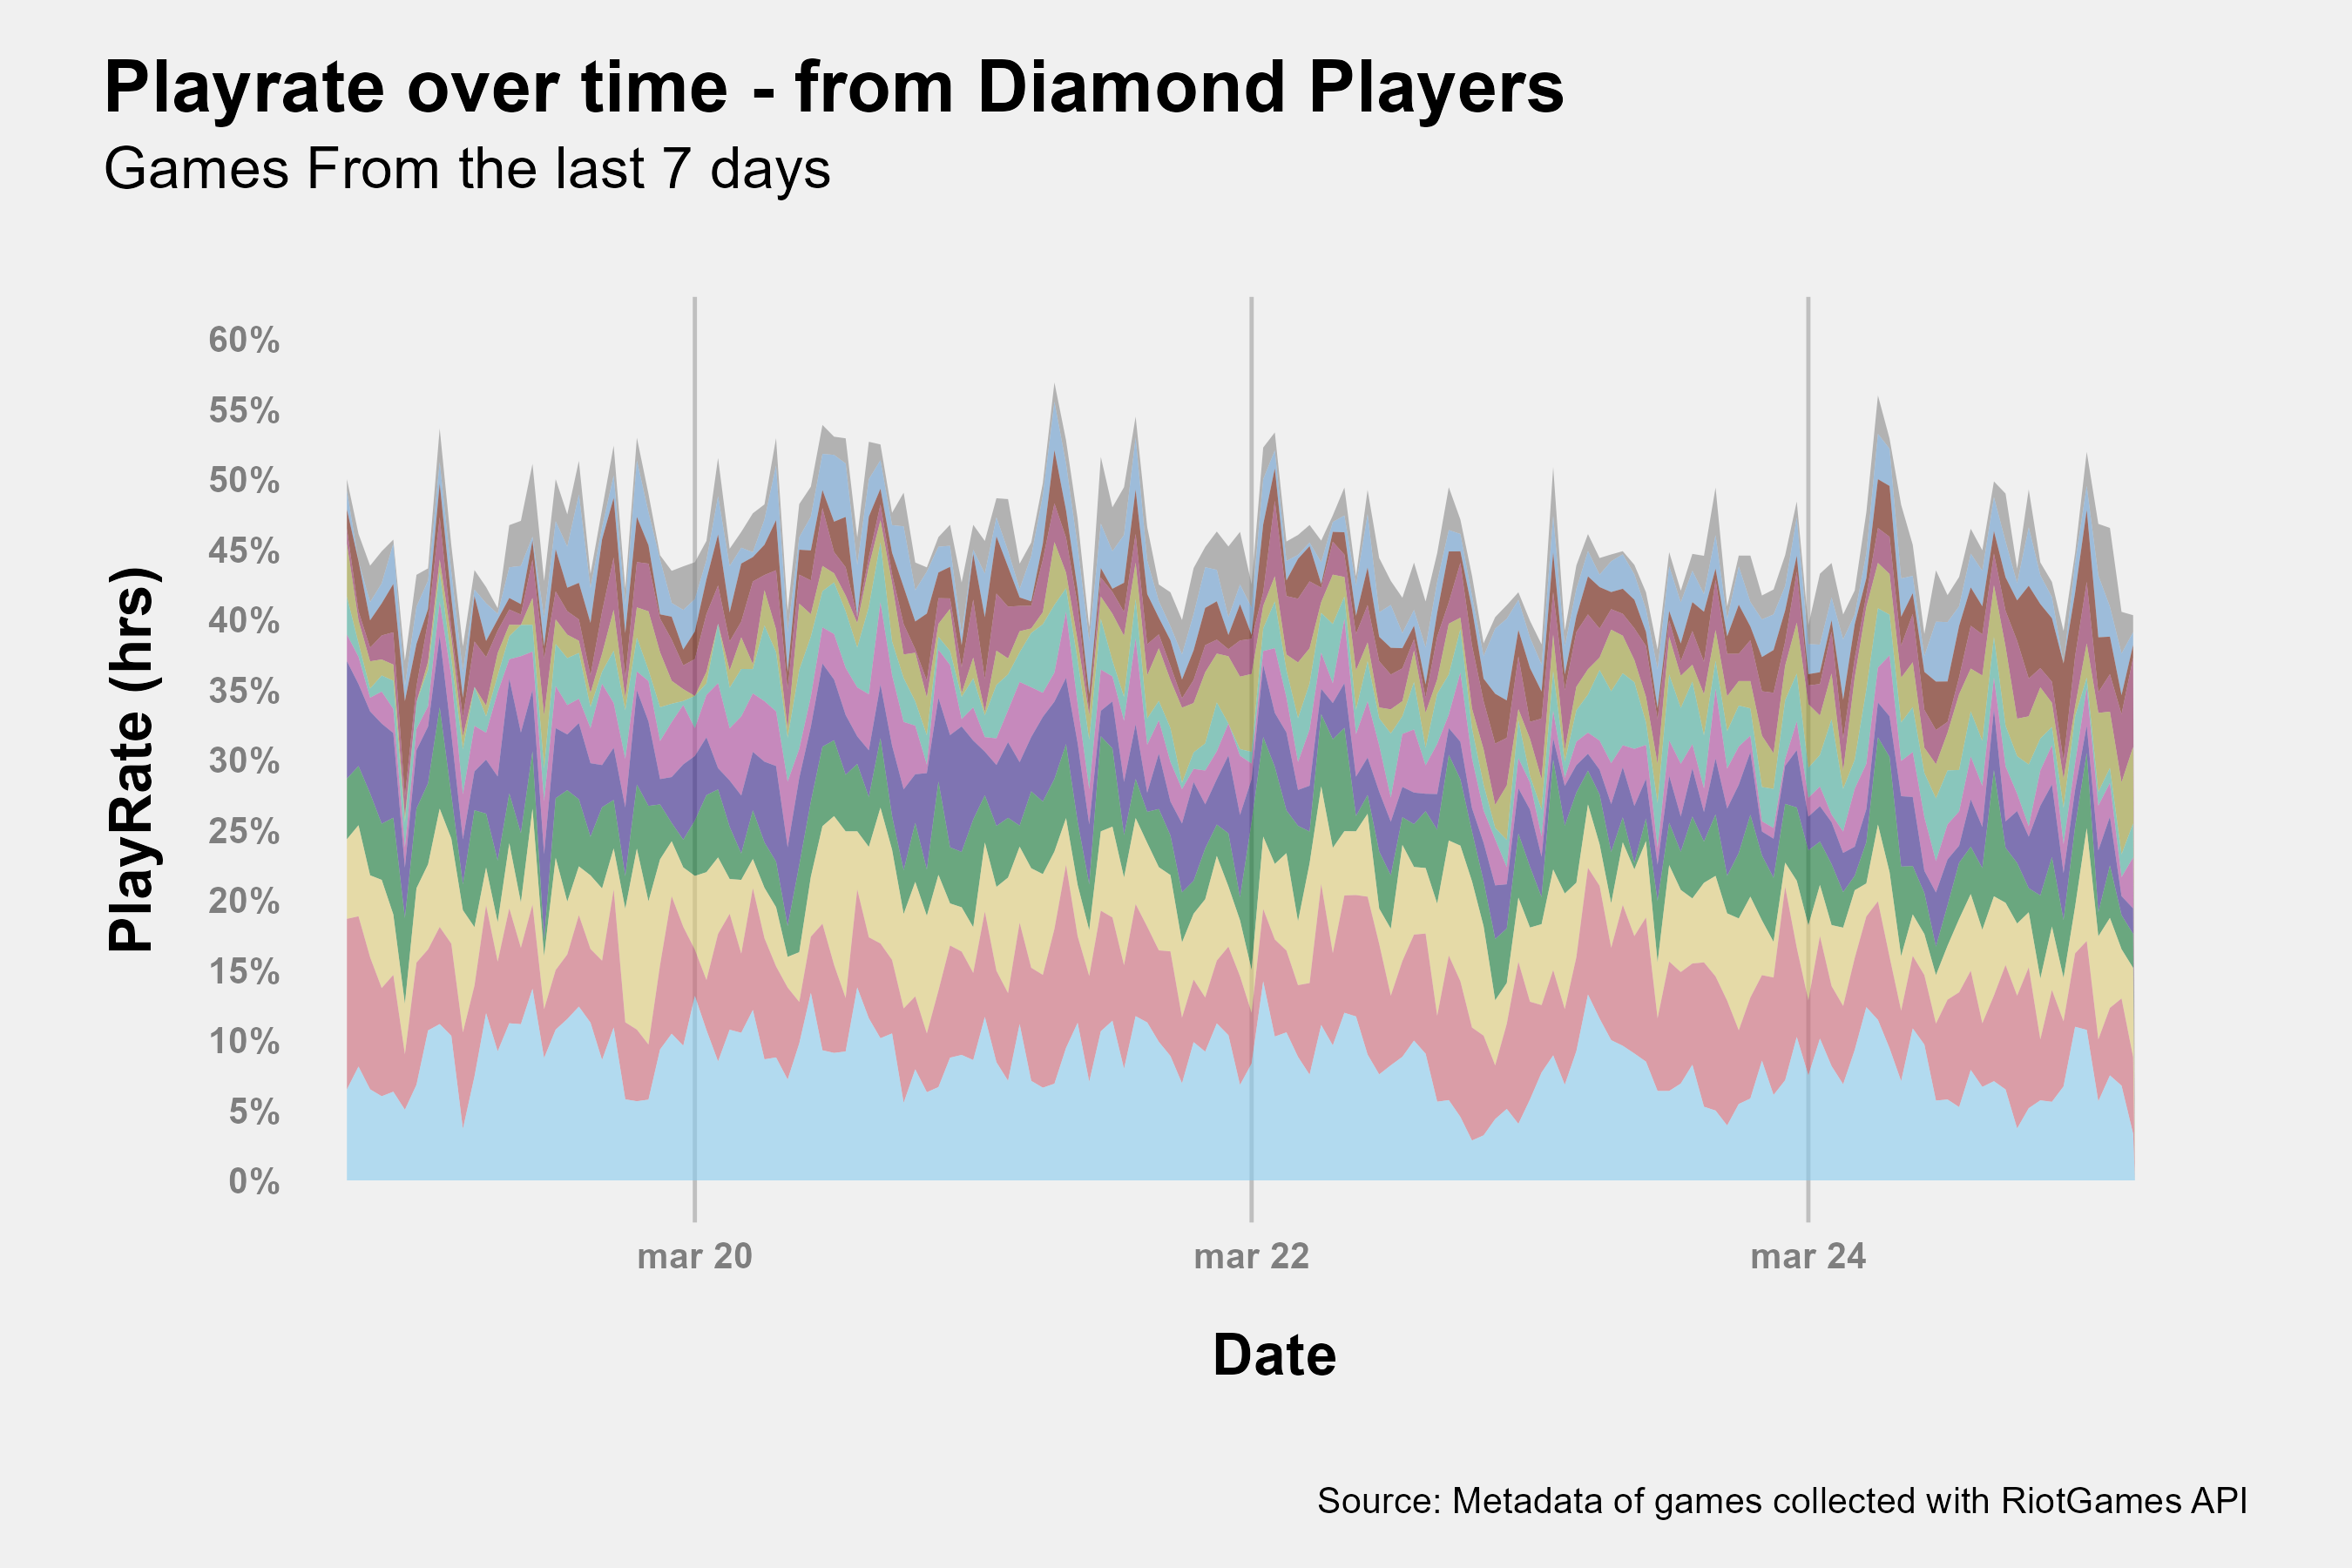 Playrate over time - from Diamond Players
Games From the last 7 days
PlayRate (hrs)
60%
55%
50%
45%
40%
35%
30%
25%
20%
15%
10%
5%
0%
mar 20
mar 22
mar 24
Date
Source: Metadata of games collected with RiotGames API